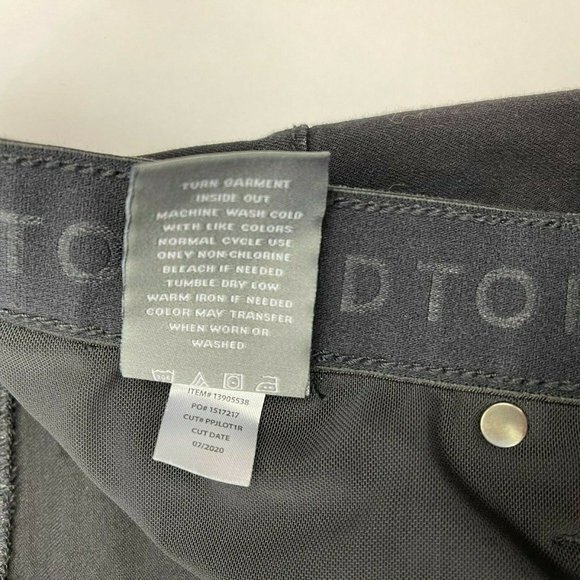 TURN GARMENT
INSIDE OUT
MACHINE WASH COLD
WITH LIKE COLORS
NORMAL CYCLE USE
ONLY NON-CHLORINE
BLEACH IF NEEDED
TUMBLE DRY LOW
WARM IRON IF NEEDED
COLOR MAY TRANSFER
WHEN WORN OR
WASHED
TO
DTO
ITEM# 13905538
PO# 1517217
CUT# PPJLOT1R
CUT DATE
07/2020